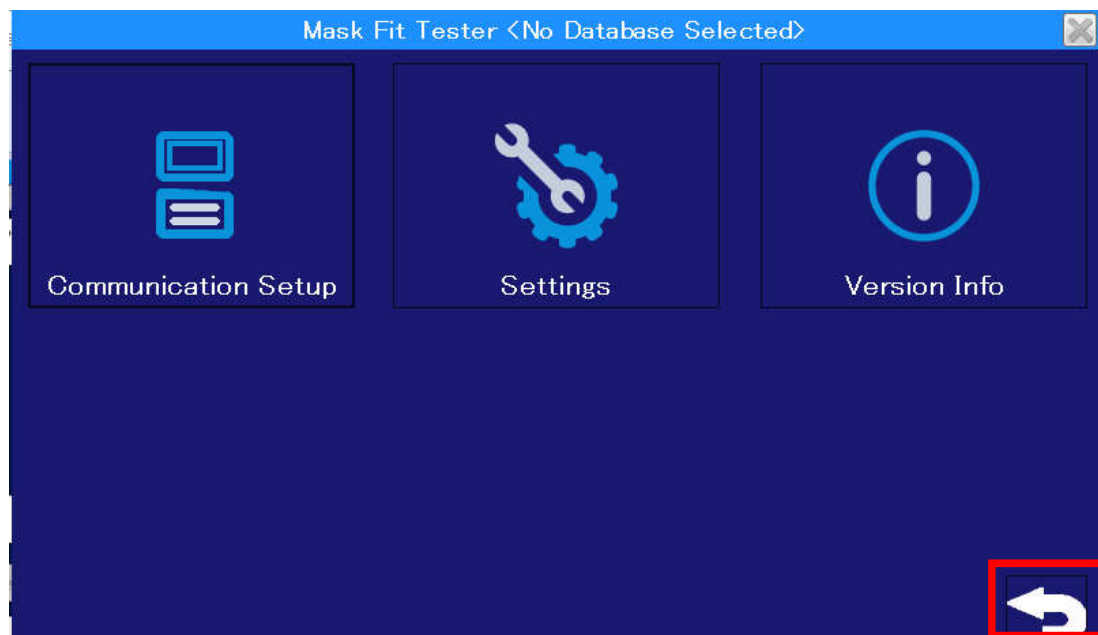 Mask Fit Tester <No Database Selected>
Communication Setup
Settings
Version Info